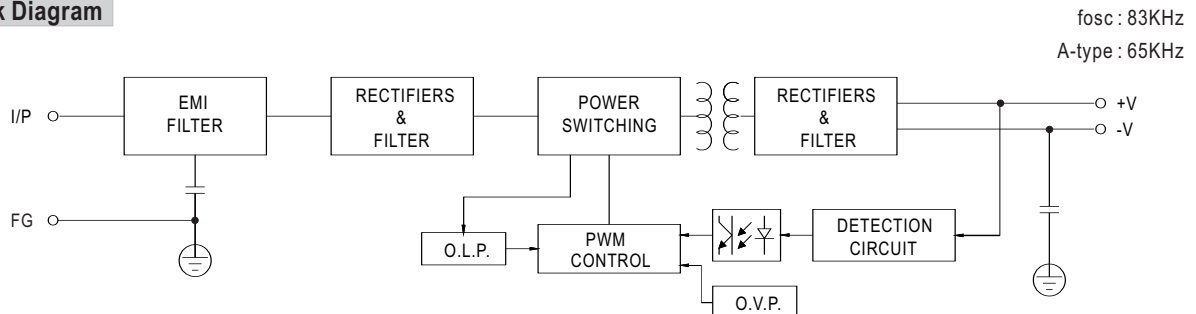 k Diagram
fosc : 83KHz
A-type : 65KHz
I/P
EMI
FILTER
RECTIFIERS
&
FILTER
POWER
SWITCHING
RECTIFIERS
&
FILTER
+V
-V
FG
O.L.P.
PWM
CONTROL
DETECTION
CIRCUIT
O.V.P.